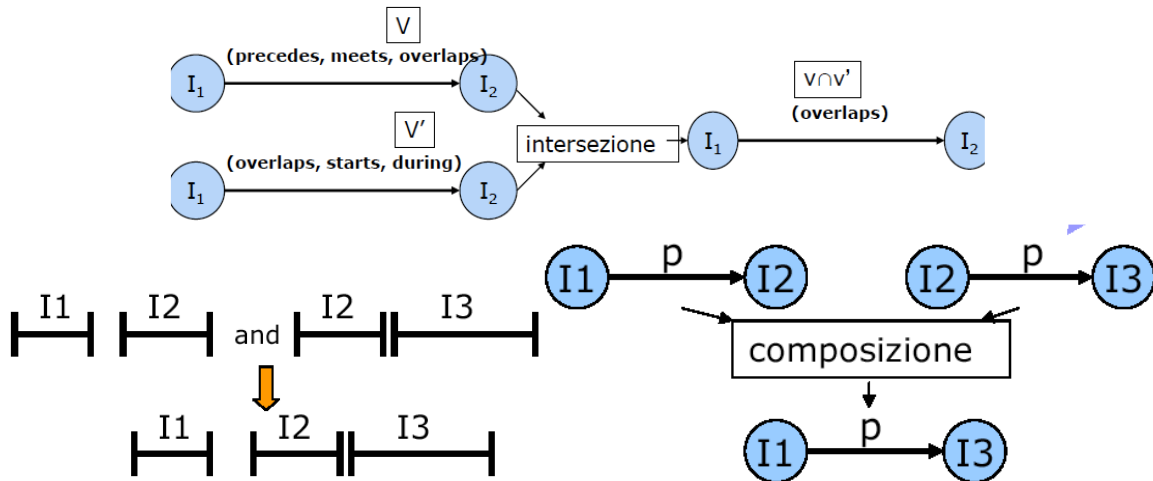 V
(precedes, meets, overlaps)
I1 I2
V’
(overlaps, starts, during)
I1 I2
intersezione
v∩v’
(overlaps)
I1 I2
I1 I2 and I2 I3
I1 I2 I3
p p
I1 I2 I2 I3
composizione
p
I1 I3